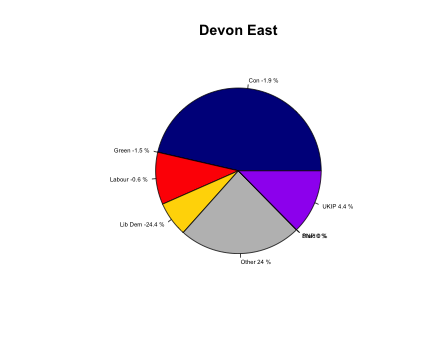 Devon East
Con -1.9 %
Green -1.5 %
Labour -0.6 %
Lib Dem -24.4 %
Other 24 %
UKIP 4.4 %